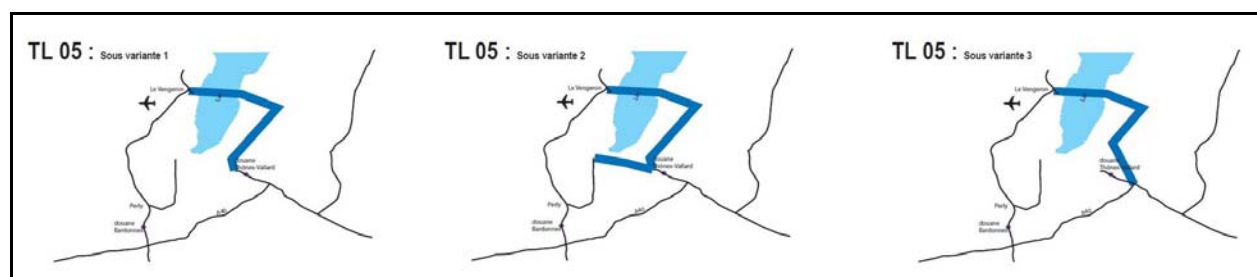 TL 05 : Sous variante 1
Le Vengeron
douane
Thônex-Vallard
Perly
A40
douane
Bardonnex
TL 05 : Sous variante 2
Le Vengeron
douane
Thônex-Vallard
Perly
A40
douane
Bardonnex
TL 05 : Sous variante 3
Le Vengeron
douane
Thônex-Vallard
Perly
A40
douane
Bardonnex